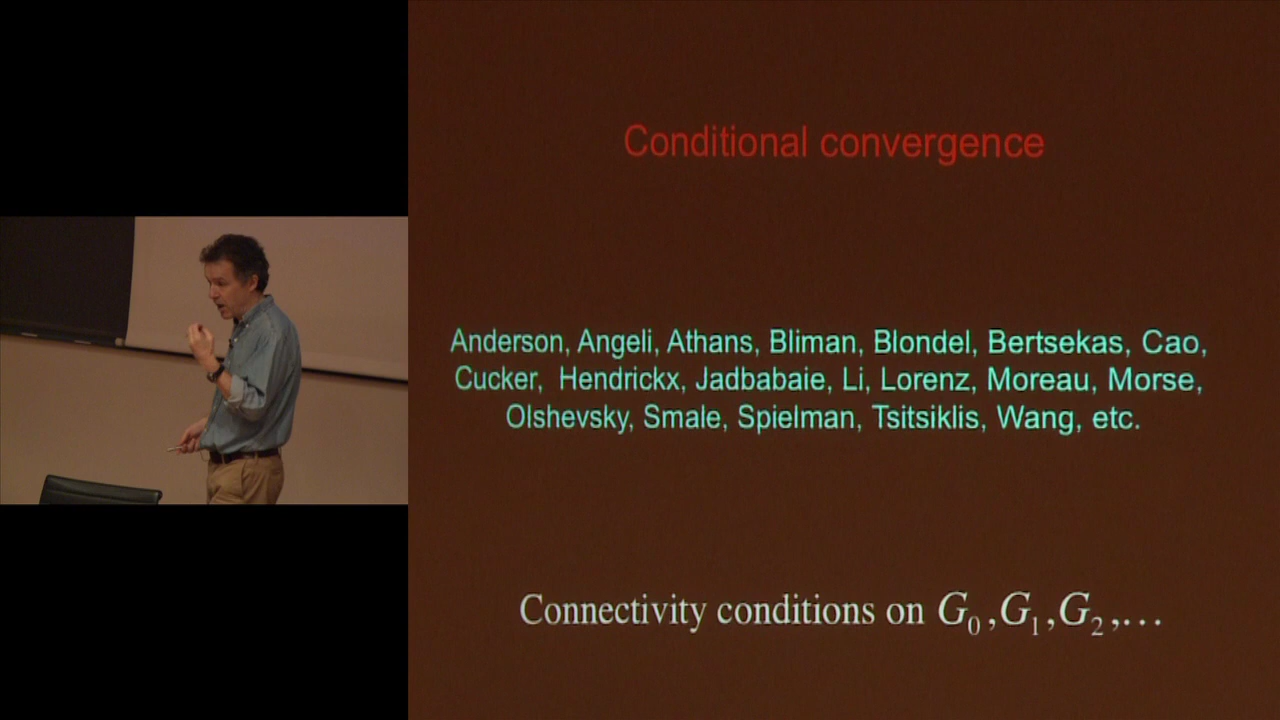 Conditional convergence
Anderson, Angeli, Athans, Bliman, Blondel, Bertsekas, Cao,
Cucker, Hendrickx, Jadbabaie, Li, Lorenz, Moreau, Morse,
Olshevsky, Smale, Spielman, Tsitsiklis, Wang, etc.
Connectivity conditions on G₀,G₁,G₂,…